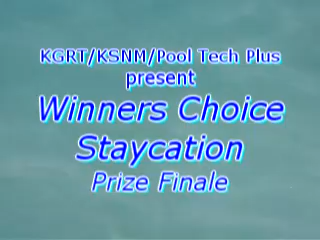 KGRT/KSNM/Pool Tech Plus
present
Winners Choice
Staycation
Prize Finale